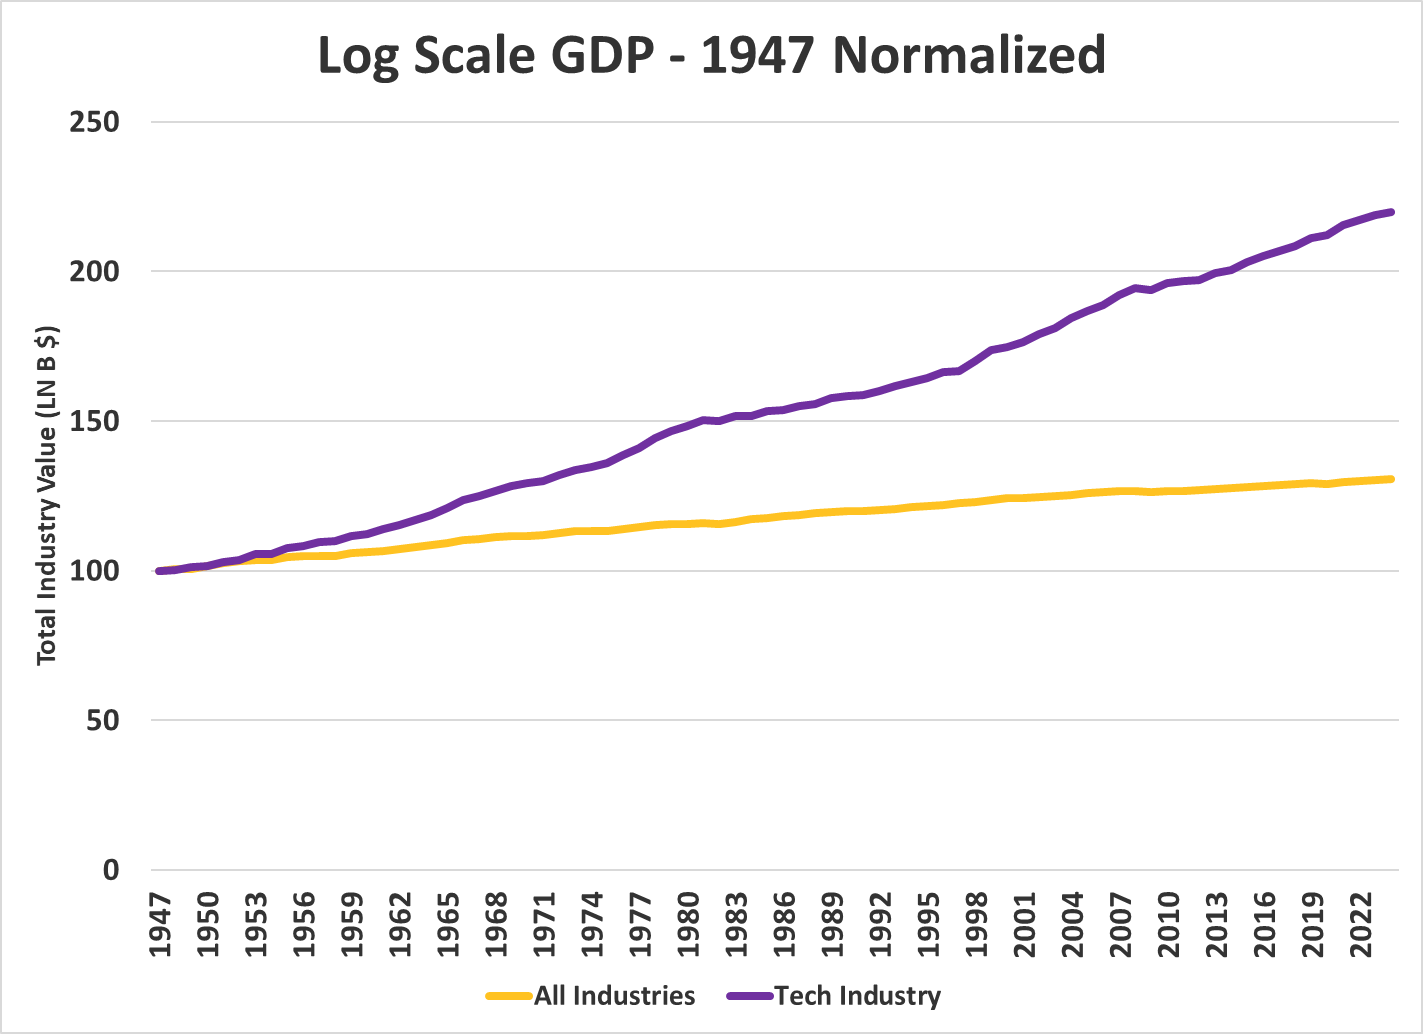 Log Scale GDP - 1947 Normalized
Total Industry Value (LN B $)
250
200
150
100
50
0
1947 1950 1953 1956 1959 1962 1965 1968 1971 1974 1977 1980 1983 1986 1989 1992 1995 1998 2001 2004 2007 2010 2013 2016 2019 2022
All Industries Tech Industry